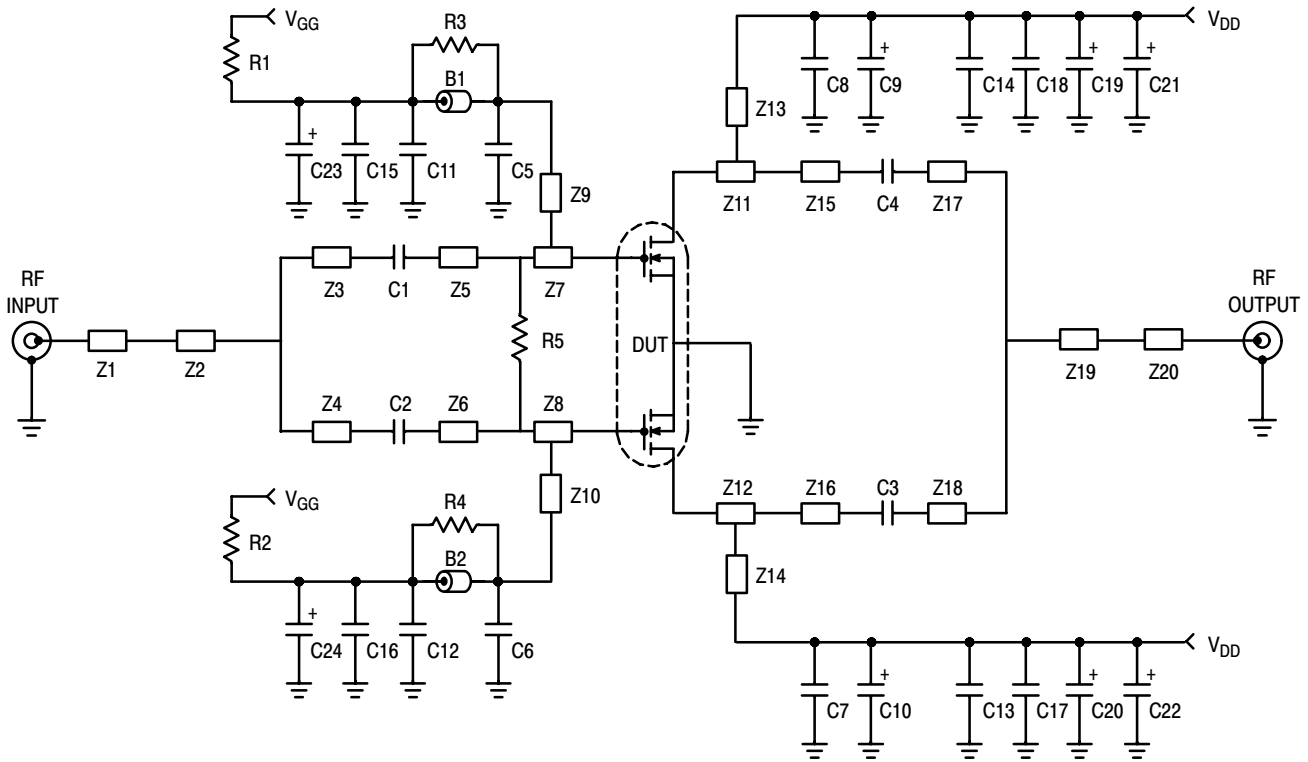 VGG
R1
R3
B1
+
C23
C15
C11
C5
Z9
VDD
+
+
+
C8
C9
C14
C18
C19
C21
Z13
Z11
Z15
C4
Z17
RF
INPUT
Z1
Z2
Z3
C1
Z5
Z7
R5
DUT
Z4
C2
Z6
Z8
RF
OUTPUT
Z19
Z20
Z10
VGG
R2
R4
B2
+
C24
C16
C12
C6
Z12
Z16
C3
Z18
Z14
VDD
+
+
+
C7
C10
C13
C17
C20
C22